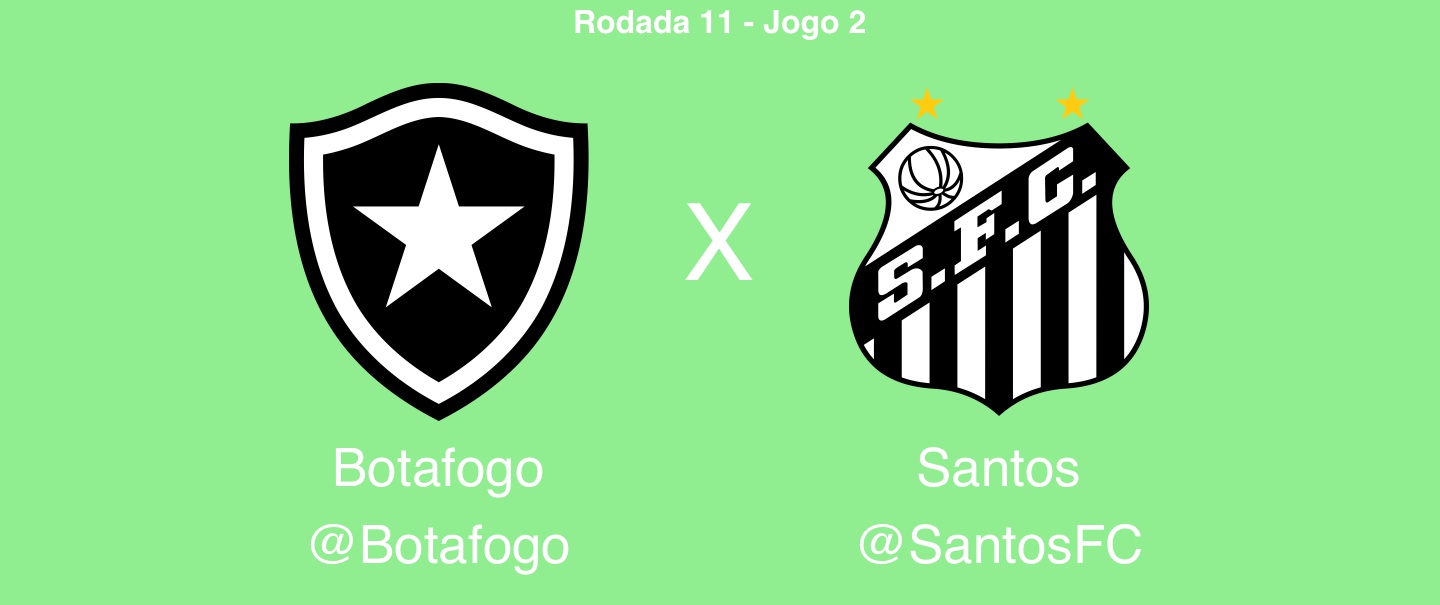 Rodada 11 - Jogo 2
X
S.F.C.
Botafogo
Santos
@Botafogo
@SantosFC